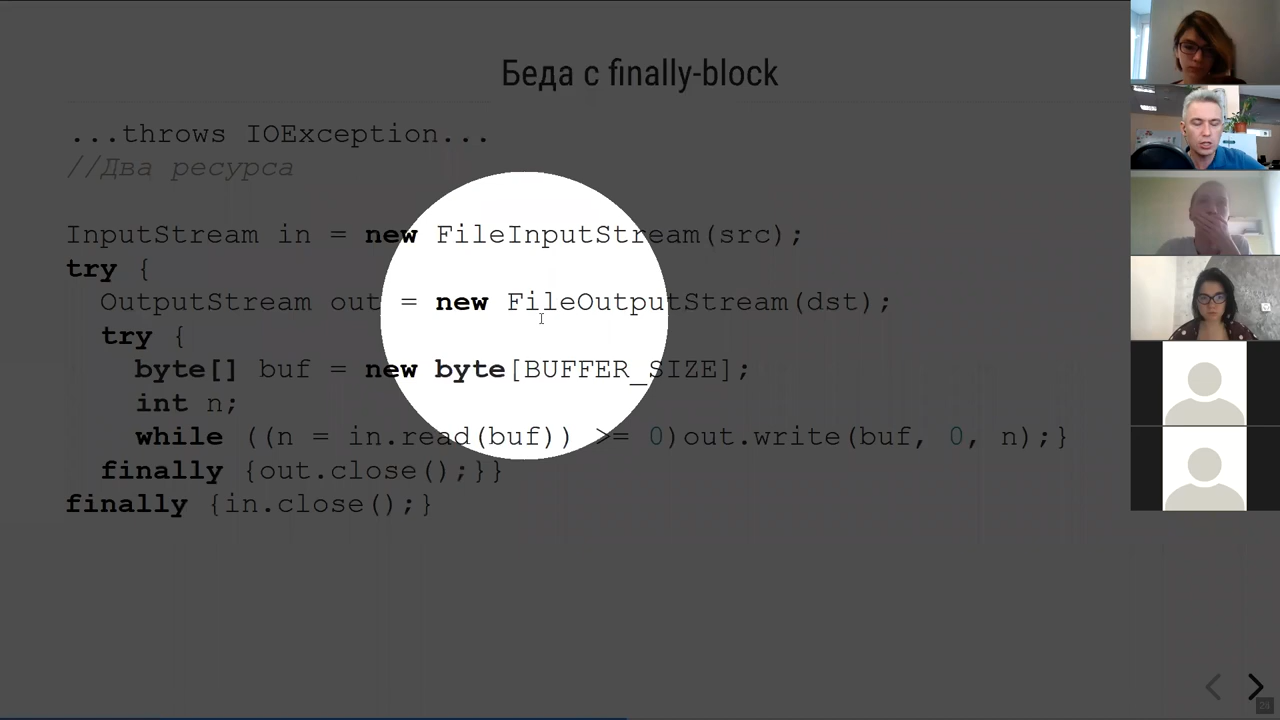 Беда с finally-block
...throws IOException...
//Два ресурса
InputStream in = new FileInputStream(src);
try {
OutputStream out = new FileOutputStream(dst);
try {
byte[] buf = new byte[BUFFER_SIZE];
int n;
while ((n = in.read(buf)) >= 0)out.write(buf, 0, n);}
finally {out.close();}}
finally {in.close();}